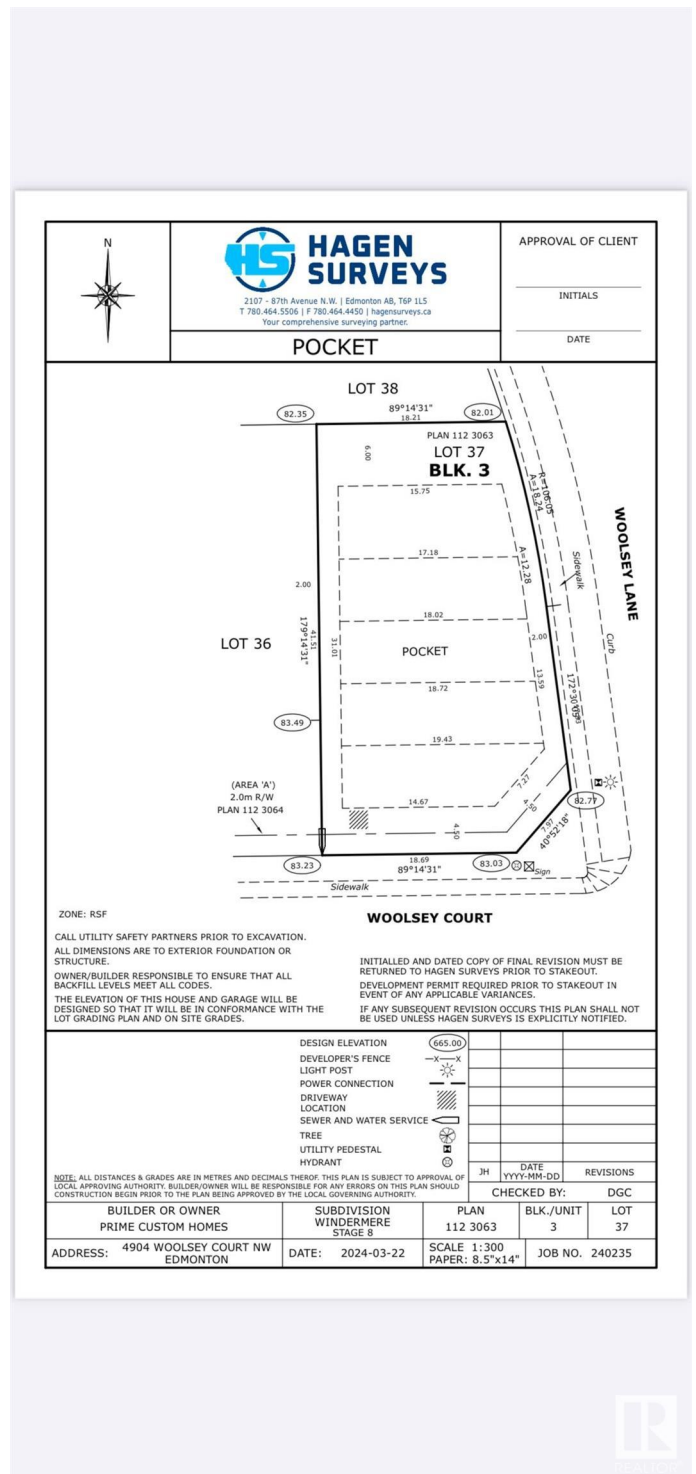 N
HS
HAGEN
SURVEYS
2107 - 87th Avenue N.W. | Edmonton AB, T6P 1L5
T 780.464.5506 | F 780.464.4450 | hagensurveys.ca
Your comprehensive surveying partner.
POCKET
APPROVAL OF CLIENT
INITIALS
DATE
LOT 38
82.35
89°14'31"
18.21
82.01
PLAN 112 3063
LOT 37
BLK. 3
6.00
15.75
R=106.05
A=18.24
WOOLSEY LANE
17.18
A=12.28
Sidewalk
2.00
18.02
LOT 36
179°14'31"
41.51
31.01
POCKET
2.00
Curb
18.72
13.59
172°30'05"
83.49
19.43
(AREA 'A')
2.0m R/W
PLAN 112 3064
7.27
14.67
4.50
82.77
4.50
7.97
40°52'18"
83.23
18.69
89°14'31"
83.03
Sign
Sidewalk
ZONE: RSF
WOOLSEY COURT
CALL UTILITY SAFETY PARTNERS PRIOR TO EXCAVATION.
ALL DIMENSIONS ARE TO EXTERIOR FOUNDATION OR
STRUCTURE.
OWNER/BUILDER RESPONSIBLE TO ENSURE THAT ALL
BACKFILL LEVELS MEET ALL CODES.
THE ELEVATION OF THIS HOUSE AND GARAGE WILL BE
DESIGNED SO THAT IT WILL BE IN CONFORMANCE WITH THE
LOT GRADING PLAN AND ON SITE GRADES.
INITIALLED AND DATED COPY OF FINAL REVISION MUST BE
RETURNED TO HAGEN SURVEYS PRIOR TO STAKEOUT.
DEVELOPMENT PERMIT REQUIRED PRIOR TO STAKEOUT IN
EVENT OF ANY APPLICABLE VARIANCES.
IF ANY SUBSEQUENT REVISION OCCURS THIS PLAN SHALL NOT
BE USED UNLESS HAGEN SURVEYS IS EXPLICITLY NOTIFIED.
DESIGN ELEVATION 665.00
DEVELOPER'S FENCE —X—X
LIGHT POST
POWER CONNECTION
DRIVEWAY
LOCATION
SEWER AND WATER SERVICE
TREE
UTILITY PEDESTAL
HYDRANT
NOTE: ALL DISTANCES & GRADES ARE IN METRES AND DECIMALS THEROF. THIS PLAN IS SUBJECT TO APPROVAL OF
LOCAL APPROVING AUTHORITY. BUILDER/OWNER WILL BE RESPONSIBLE FOR ANY ERRORS ON THIS PLAN SHOULD
CONSTRUCTION BEGIN PRIOR TO THE PLAN BEING APPROVED BY THE LOCAL GOVERNING AUTHORITY.
JH
DATE
YYYY-MM-DD
REVISIONS
CHECKED BY: DGC
BUILDER OR OWNER
PRIME CUSTOM HOMES
SUBDIVISION
WINDERMERE
STAGE 8
PLAN
112 3063
BLK./UNIT
3
LOT
37
ADDRESS: 4904 WOOLSEY COURT NW
EDMONTON
DATE: 2024-03-22
SCALE 1:300
PAPER: 8.5"x14"
JOB NO. 240235
R
REALTOR